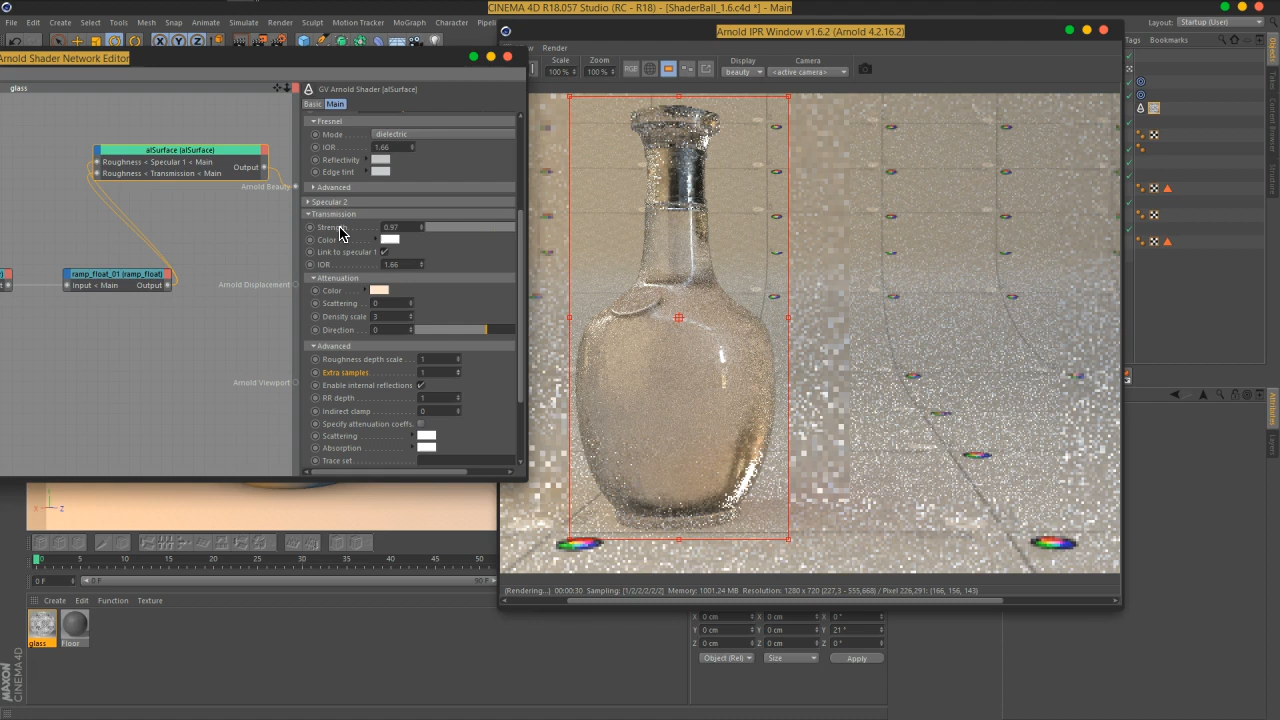 CINEMA 4D R18.057 Studio (RC - R18) - [ShaderBall_1.6.c4d *] - Main
File Edit Create Select Tools Mesh Snap Animate Simulate Render Sculpt Motion Tracker MoGraph Character Pipeline
Layout: Startup (User)
Tags Bookmarks
Arnold IPR Window v1.6.2 (Arnold 4.2.16.2)
Render
Scale Zoom Display Camera
100 % 100 % RGB beauty <active camera>
Arnold Shader Network Editor
glass
GV Arnold Shader [alSurface]
Basic Main
alSurface (alSurface)
Roughness < Specular 1 < Main
Roughness < Transmission < Main
Output
Arnold Beauty
ramp_float_01 (ramp_float)
Input < Main Output
Arnold Displacement
Arnold Viewport
Fresnel
Mode dielectric
IOR 1.66
Reflectivity
Edge tint
Advanced
Specular 2
Transmission
Strength 0.97
Color
Link to specular 1
IOR 1.66
Attenuation
Color
Scattering 0
Density scale 3
Direction 0
Advanced
Roughness depth scale 1
Extra samples 1
Enable internal reflections
RR depth 1
Indirect clamp 0
Specify attenuation coeffs.
Scattering
Absorption
Trace set
Objects
Takes
Content Browser
Structure
Attributes
Layers
X Y Z
X Z
0 5 10 15 20 25 30 35 40 45 50
0 F 0 F 90 F
(Rendering...) 00:00:30 Sampling: [1/2/2/2/2/2] Memory: 1001.24 MB Resolution: 1280 x 720 (227,3 - 555,668) / Pixel 226,291: (166, 156, 143)
Create Edit Function Texture
glass Floor
X 0 cm X 0 cm X 0 °
Y 0 cm Y 0 cm Y 21 °
Z 0 cm Z 0 cm Z 0 °
Object (Rel) Size Apply
MAXON
CINEMA 4D